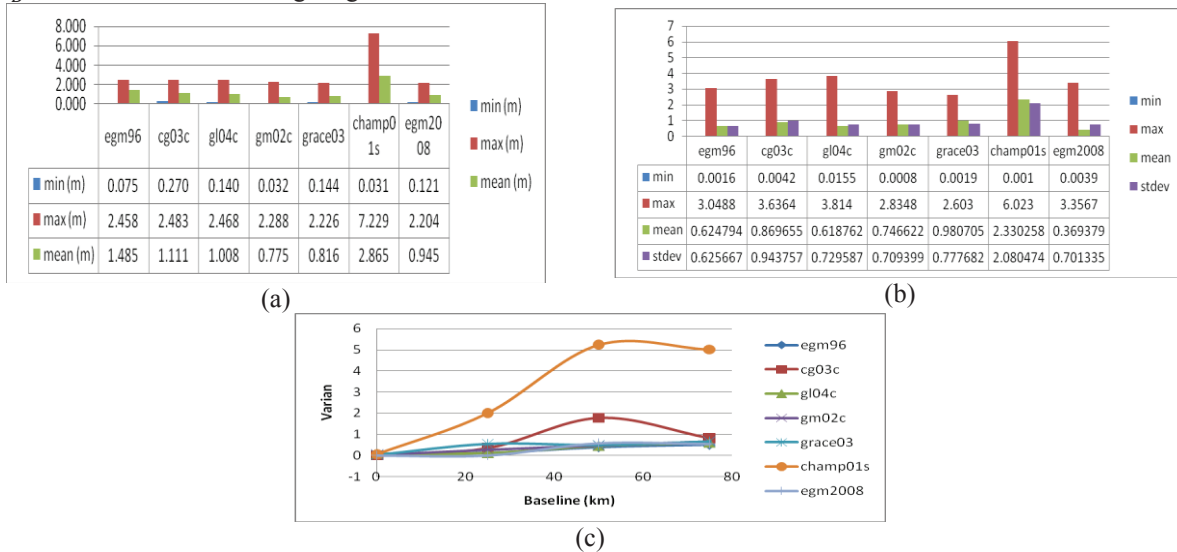 8.000
6.000
4.000
2.000
0.000
egm96 cg03c gl04c gm02c grace03 champ0 1s egm20 08
min (m) 0.075 0.270 0.140 0.032 0.144 0.031 0.121
max (m) 2.458 2.483 2.468 2.288 2.226 7.229 2.204
mean (m) 1.485 1.111 1.008 0.775 0.816 2.865 0.945
min (m)
max (m)
mean (m)
(a)
7
6
5
4
3
2
1
0
egm96 cg03c gl04c gm02c grace03 champ01s egm2008
min 0.0016 0.0042 0.0155 0.0008 0.0019 0.001 0.0039
max 3.0488 3.6364 3.814 2.8348 2.603 6.023 3.3567
mean 0.624794 0.869655 0.618762 0.746622 0.980705 2.330258 0.369379
stdev 0.625667 0.943757 0.729587 0.709399 0.777682 2.080474 0.701335
min
max
mean
stdev
(b)
6
5
4
3
2
1
0
-1
Varian
0 20 40 60 80
Baseline (km)
egm96
cg03c
gl04c
gm02c
grace03
champ01s
egm2008
(c)